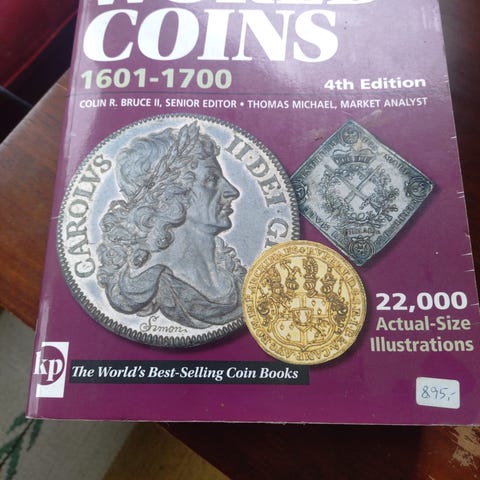 WORLD
COINS
1601-1700
4th Edition
COLIN R. BRUCE II, SENIOR EDITOR • THOMAS MICHAEL, MARKET ANALYST
CAROLVS II·DEI·G
Simon.
22,000
Actual-Size
Illustrations
kp
The World's Best-Selling Coin Books
895,-